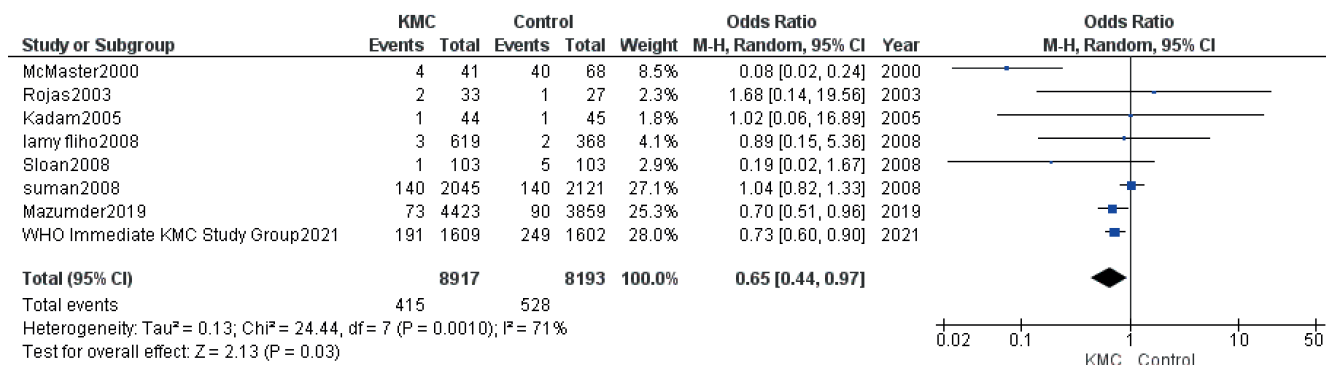 KMC Control Odds Ratio Odds Ratio
Study or Subgroup Events Total Events Total Weight M-H, Random, 95% CI Year M-H, Random, 95% CI
McMaster2000 4 41 40 68 8.5% 0.08 [0.02, 0.24] 2000
Rojas2003 2 33 1 27 2.3% 1.68 [0.14, 19.56] 2003
Kadam2005 1 44 1 45 1.8% 1.02 [0.06, 16.89] 2005
lamy fliho2008 3 619 2 368 4.1% 0.89 [0.15, 5.36] 2008
Sloan2008 1 103 5 103 2.9% 0.19 [0.02, 1.67] 2008
suman2008 140 2045 140 2121 27.1% 1.04 [0.82, 1.33] 2008
Mazumder2019 73 4423 90 3859 25.3% 0.70 [0.51, 0.96] 2019
WHO Immediate KMC Study Group2021 191 1609 249 1602 28.0% 0.73 [0.60, 0.90] 2021
Total (95% CI) 8917 8193 100.0% 0.65 [0.44, 0.97]
Total events 415 528
Heterogeneity: Tau² = 0.13; Chi² = 24.44, df = 7 (P = 0.0010); I² = 71%
Test for overall effect: Z = 2.13 (P = 0.03)
0.02 0.1 1 10 50
KMC Control